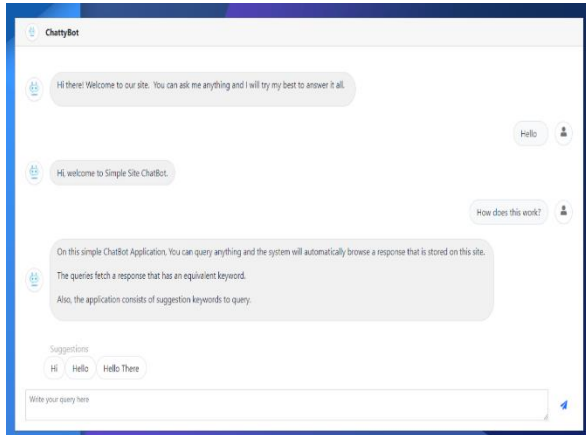 ChattyBot
Hi there! Welcome to our site. You can ask me anything and I will try my best to answer it all.
Hello
Hi, welcome to Simple Site ChatBot.
How does this work?
On this simple ChatBot Application, You can query anything and the system will automatically browse a response that is stored on this site.
The queries fetch a response that has an equivalent keyword.
Also, the application consists of suggestion keywords to query.
Suggestions
Hi Hello Hello There
Write your query here